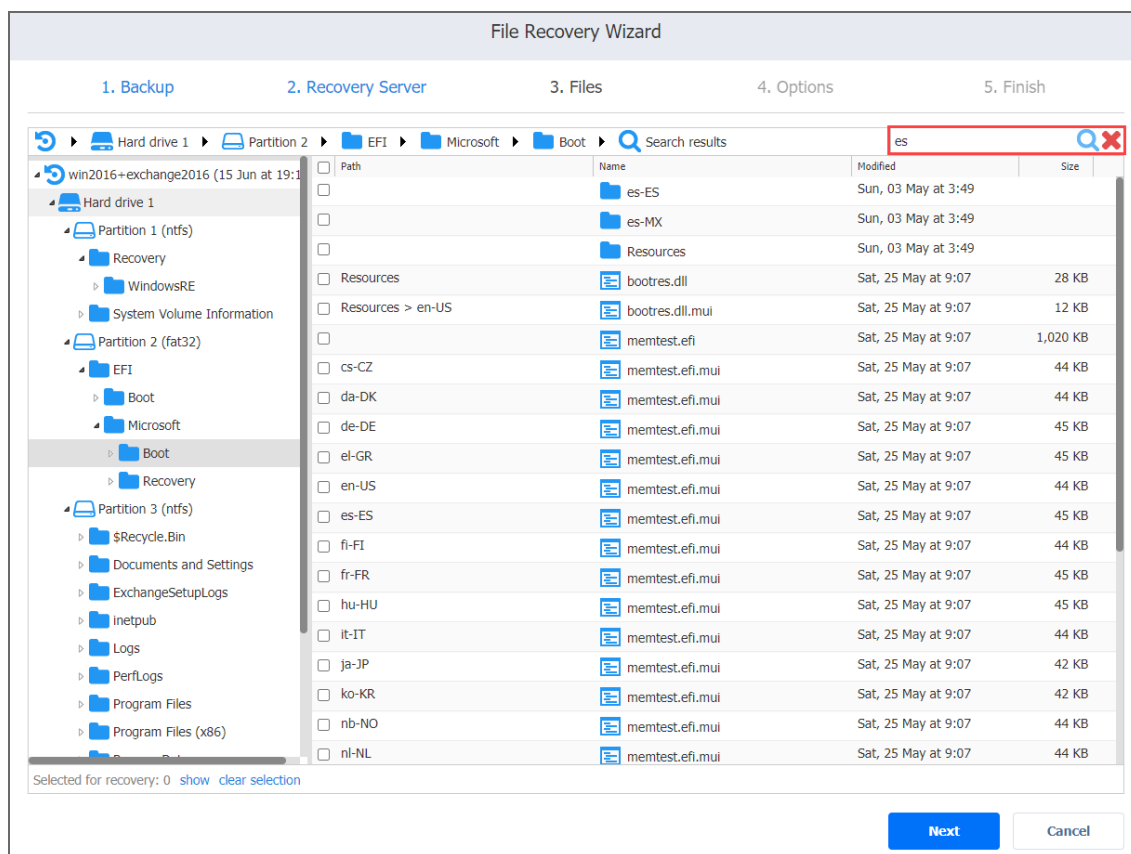 File Recovery Wizard
1. Backup 2. Recovery Server 3. Files 4. Options 5. Finish
Hard drive 1 Partition 2 EFI Microsoft Boot Search results es
win2016+exchange2016 (15 Jun at 19:1
Hard drive 1
Partition 1 (ntfs)
Recovery
WindowsRE
System Volume Information
Partition 2 (fat32)
EFI
Boot
Microsoft
Boot
Recovery
Partition 3 (ntfs)
$Recycle.Bin
Documents and Settings
ExchangeSetupLogs
inetpub
Logs
PerfLogs
Program Files
Program Files (x86)
Path Name Modified Size
es-ES Sun, 03 May at 3:49
es-MX Sun, 03 May at 3:49
Resources Sun, 03 May at 3:49
Resources bootres.dll Sat, 25 May at 9:07 28 KB
Resources > en-US bootres.dll.mui Sat, 25 May at 9:07 12 KB
memtest.efi Sat, 25 May at 9:07 1,020 KB
cs-CZ memtest.efi.mui Sat, 25 May at 9:07 44 KB
da-DK memtest.efi.mui Sat, 25 May at 9:07 44 KB
de-DE memtest.efi.mui Sat, 25 May at 9:07 45 KB
el-GR memtest.efi.mui Sat, 25 May at 9:07 45 KB
en-US memtest.efi.mui Sat, 25 May at 9:07 44 KB
es-ES memtest.efi.mui Sat, 25 May at 9:07 45 KB
fi-FI memtest.efi.mui Sat, 25 May at 9:07 44 KB
fr-FR memtest.efi.mui Sat, 25 May at 9:07 45 KB
hu-HU memtest.efi.mui Sat, 25 May at 9:07 45 KB
it-IT memtest.efi.mui Sat, 25 May at 9:07 44 KB
ja-JP memtest.efi.mui Sat, 25 May at 9:07 42 KB
ko-KR memtest.efi.mui Sat, 25 May at 9:07 42 KB
nb-NO memtest.efi.mui Sat, 25 May at 9:07 44 KB
nl-NL memtest.efi.mui Sat, 25 May at 9:07 44 KB
Selected for recovery: 0 show clear selection
Next Cancel